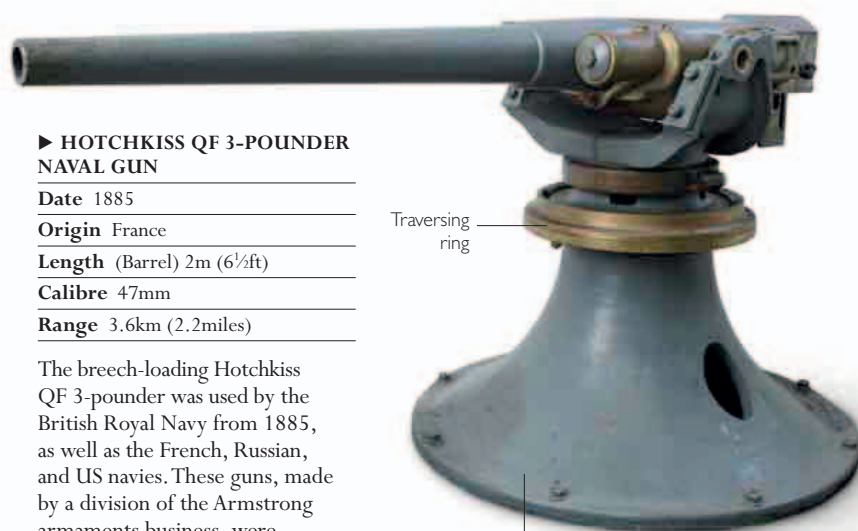 ▶ HOTCHKISS QF 3-POUNDER
NAVAL GUN
Date 1885
Origin France
Length (Barrel) 2m (6½ft)
Calibre 47mm
Range 3.6km (2.2miles)
Traversing
ring
The breech-loading Hotchkiss
QF 3-pounder was used by the
British Royal Navy from 1885,
as well as the French, Russian,
and US navies. These guns, made
by a division of the Armstrong
armaments business, were